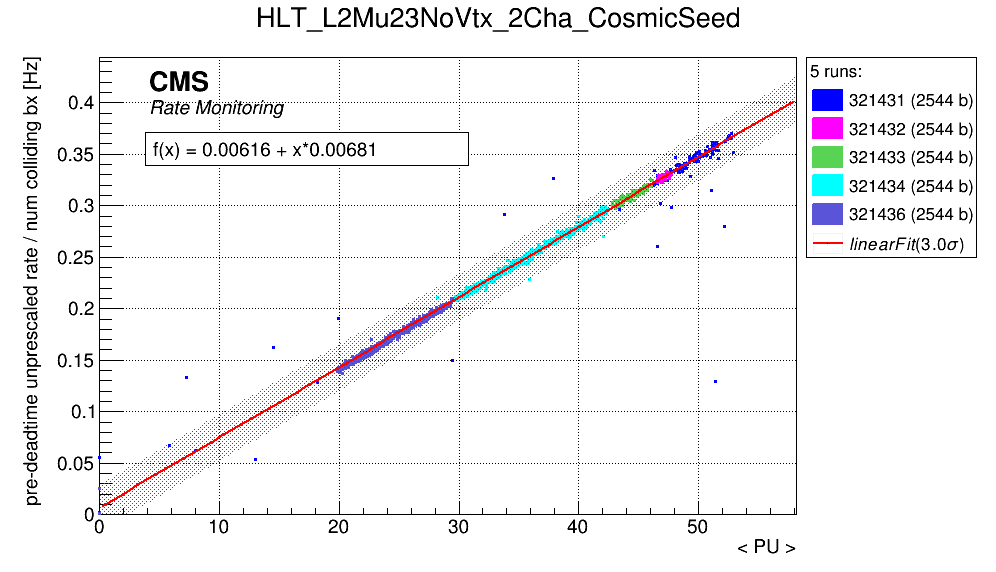 HLT_L2Mu23NoVtx_2Cha_CosmicSeed
pre-deadtime unprescaled rate / num colliding bx [Hz]
CMS
Rate Monitoring
f(x) = 0.00616 + x*0.00681
0.4
0.35
0.3
0.25
0.2
0.15
0.1
0.05
0
0 10 20 30 40 50
< PU >
5 runs:
321431 (2544 b)
321432 (2544 b)
321433 (2544 b)
321434 (2544 b)
321436 (2544 b)
linearFit(3.0σ)